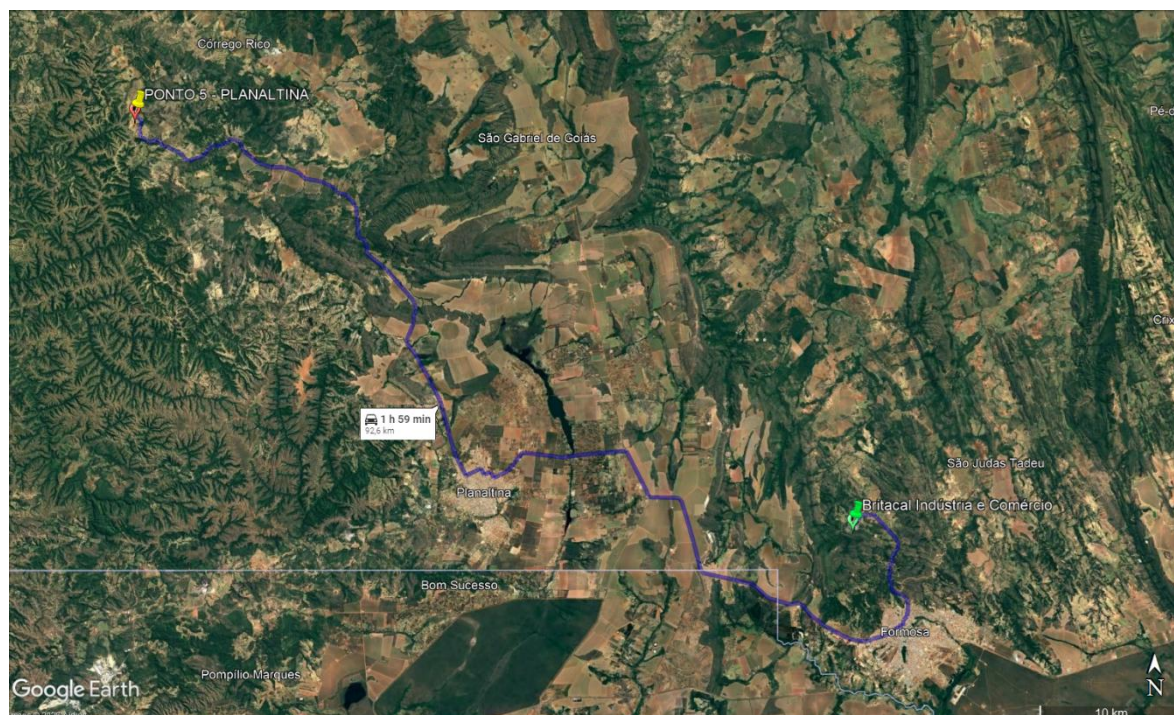 Córrego Rico
PONTO 5 - PLANALTINA
São Gabriel de Goiás
1 h 59 min
92,6 km
São Judas Tadeu
Planaltina
Britacal Indústria e Comércio
Bom Sucesso
Formosa
Pompílio Marques
Google Earth
N
10 km